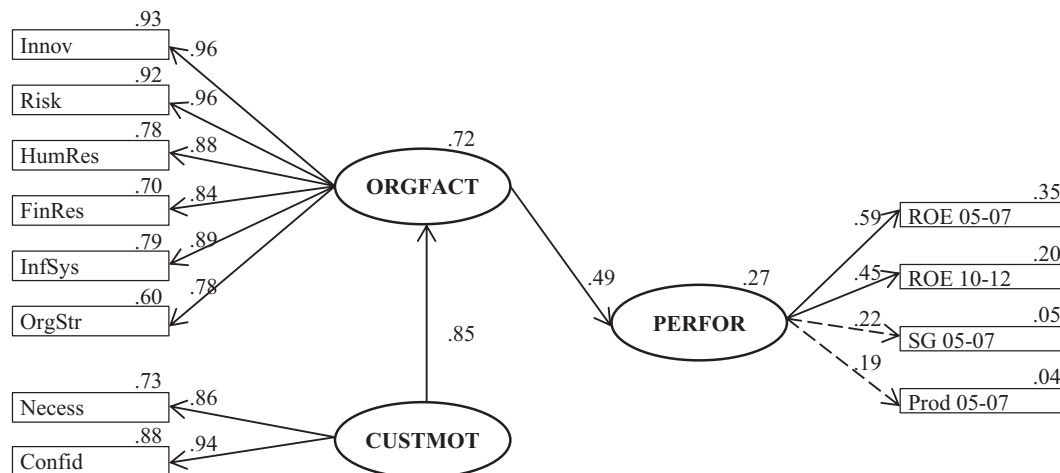 .93
Innov
.96
.92
Risk
.96
.78
HumRes
.88
.72
ORGFACT
.70
FinRes
.84
.79
InfSys
.89
.60
OrgStr
.78
.35
ROE 05-07
.59
.20
ROE 10-12
.45
.49
.27
PERFOR
.05
SG 05-07
.22
.04
Prod 05-07
.19
.85
.73
Necess
.86
.88
Confid
.94
CUSTMOT